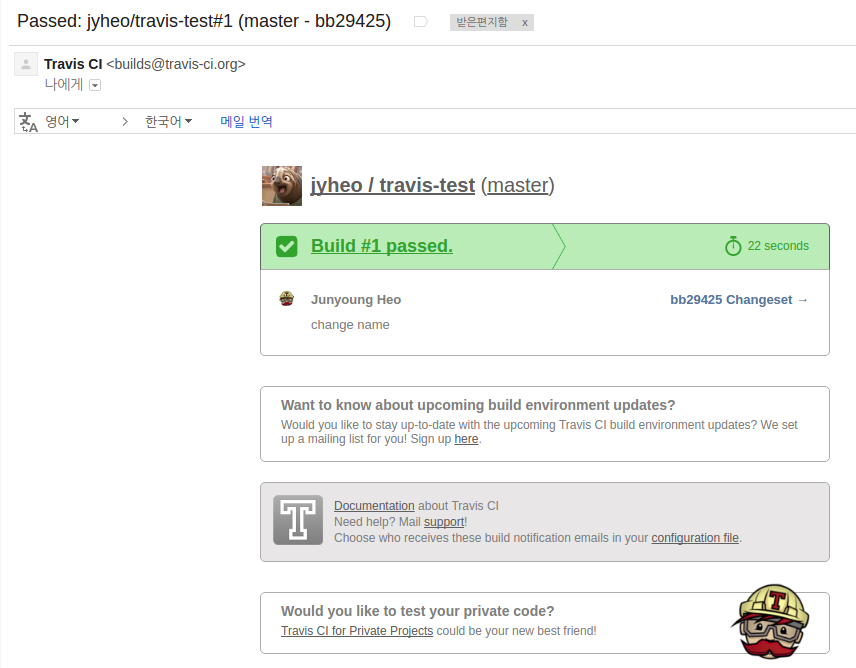 Passed: jyheo/travis-test#1 (master - bb29425)
받은편지함 x
Travis CI <builds@travis-ci.org>
나에게
영어 > 한국어 메일 번역
jyheo / travis-test (master)
Build #1 passed.
22 seconds
Junyoung Heo
bb29425 Changeset →
change name
Want to know about upcoming build environment updates?
Would you like to stay up-to-date with the upcoming Travis CI build environment updates? We set
up a mailing list for you! Sign up here.
Documentation about Travis CI
Need help? Mail support!
Choose who receives these build notification emails in your configuration file.
Would you like to test your private code?
Travis CI for Private Projects could be your new best friend!